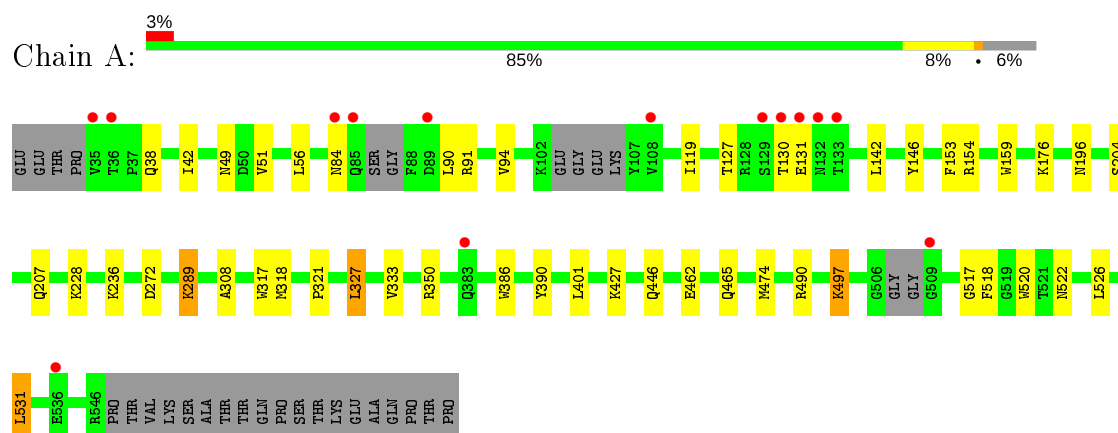 3%
Chain A:
85% 8% • 6%
GLU GLU THR PRO V35 T36 P37 Q38 I42 N49 D50 V51 L56 N84 Q85 SER GLY F88 D89 L90 R91 V94 K102 GLU GLY GLU LYS Y107 V108 I119 T127 R128 S129 T130 E131 N132 T133 L142 Y146 F153 R154 W159 K176 N196 S204
Q207 K228 K236 D272 K289 A308 W317 M318 P321 L327 V333 R350 Q383 W386 Y390 L401 K427 Q446 E462 Q465 M474 R490 K497 G506 GLY GLY G509 G517 F518 G519 W520 T521 N522 L526
L531 E536 R546 PRO THR VAL LYS SER ALA THR THR GLN PRO SER THR LYS GLU ALA GLN PRO THR PRO